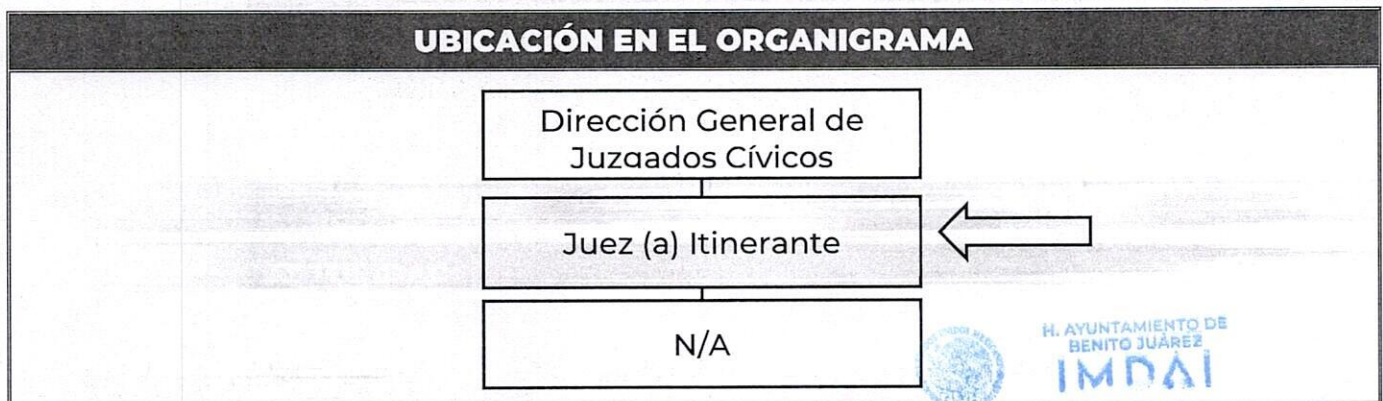 UBICACIÓN EN EL ORGANIGRAMA
Dirección General de
Juzgados Cívicos
Juez (a) Itinerante
N/A
H. AYUNTAMIENTO DE
BENITO JUÁREZ
IMDAI